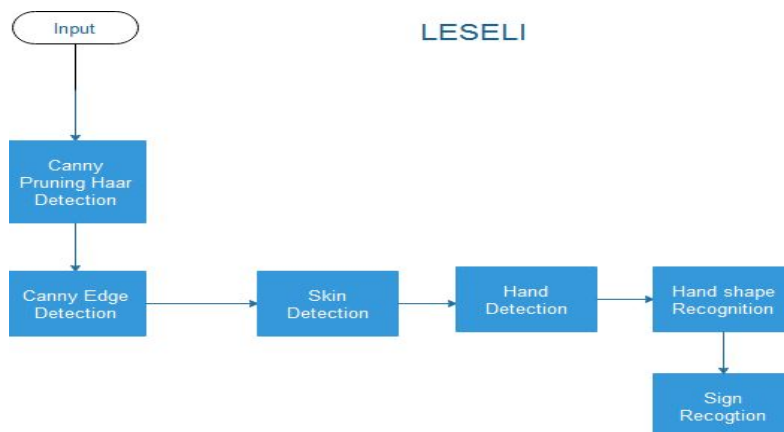 Input
LESELI
Canny
Pruning Haar
Detection
Canny Edge
Detection
Skin
Detection
Hand
Detection
Hand shape
Recognition
Sign
Recogtion